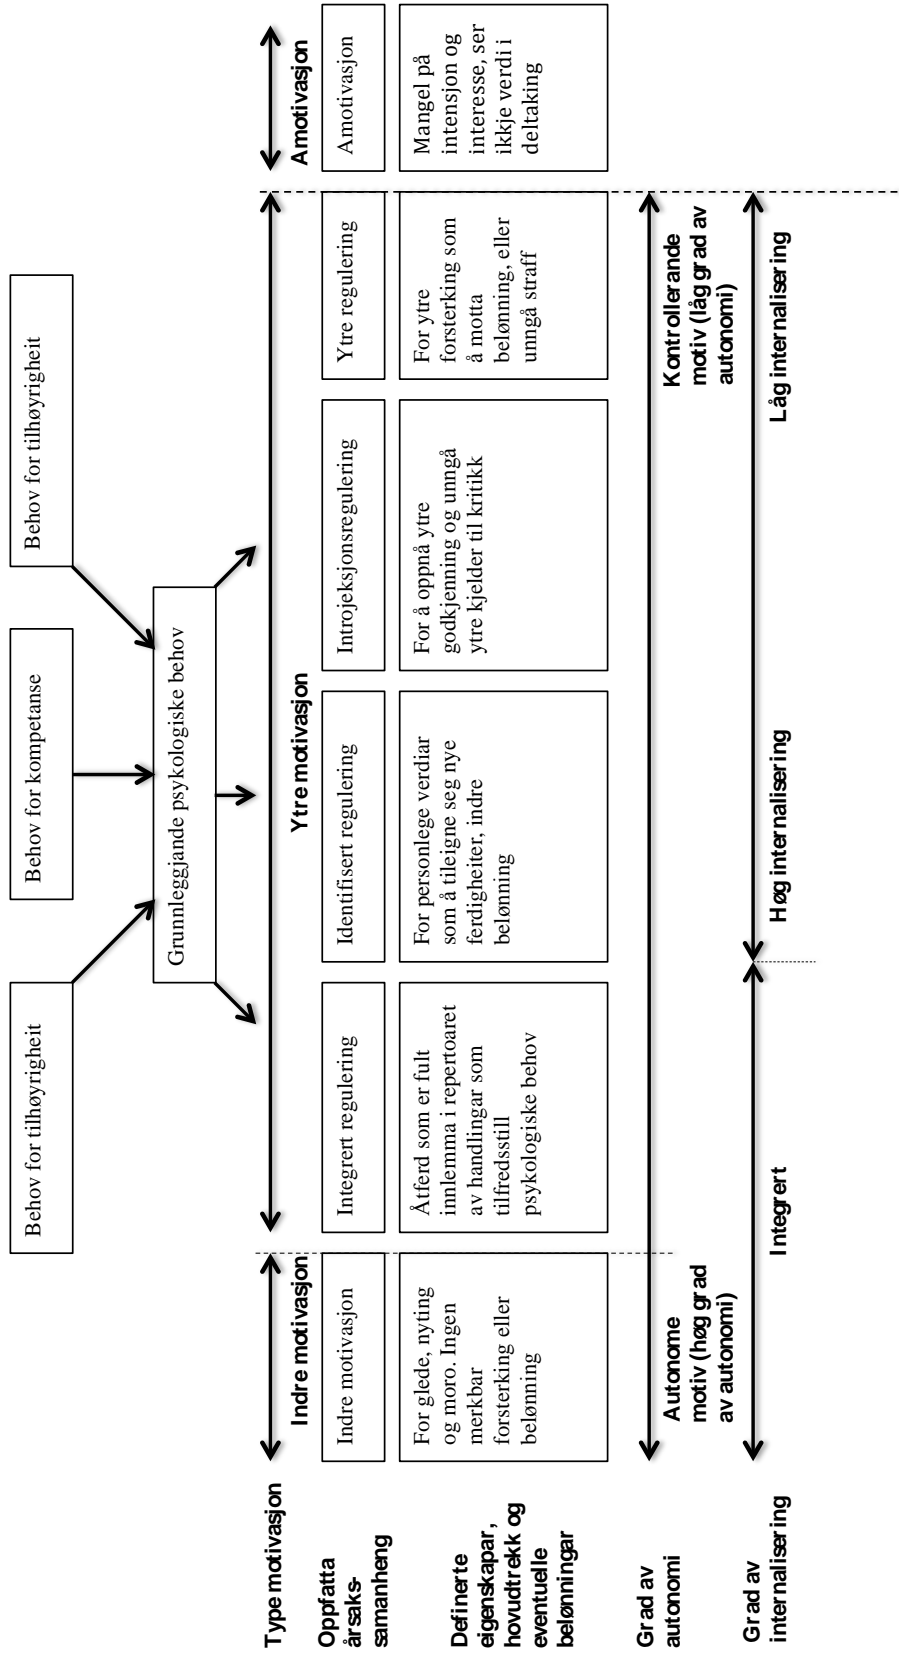 Behov for tilhøyrigheit
Behov for kompetanse
Behov for tilhøyrigheit
Grunnleggjande psykologiske behov
Type motivasjon
Indre motivasjon
Ytre motivasjon
Amotivasjon
Oppfatta
årsaks-
samanheng
Indre motivasjon
Integrert regulering
Identifisert regulering
Introjeksjonsregulering
Ytre regulering
Amotivasjon
Definerte
eigenskapar,
hovudtrekk og
eventuelle
belønningar
For glede, nyting
og moro. Ingen
merkbar
forsterking eller
belønning
Åtferd som er fult
innlemma i repertoaret
av handlingar som
tilfredsstill
psykologiske behov
For personlege verdiar
som å tileigne seg nye
ferdigheiter, indre
belønning
For å oppnå ytre
godkjenning og unngå
ytre kjelder til kritikk
For ytre
forsterking som
å motta
belønning, eller
unngå straff
Mangel på
intensjon og
interesse, ser
ikkje verdi i
deltaking
Grad av
autonomi
Autonome
motiv (høg grad
av autonomi)
Kontrollerande
motiv (låg grad av
autonomi)
Grad av
internalisering
Integrert
Høg internalisering
Låg internalisering